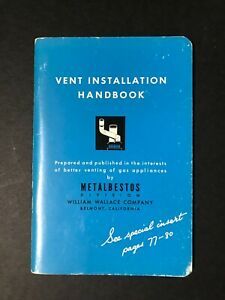 VENT INSTALLATION
HANDBOOK
Prepared and published in the interests
of better venting of gas appliances
by
METALBESTOS
DIVISION
WILLIAM WALLACE COMPANY
BELMONT, CALIFORNIA
See special insert
pages 77-80